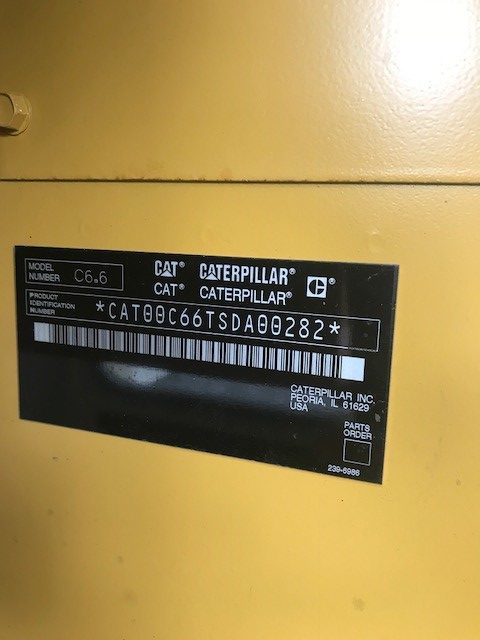 MODEL NUMBER C6.6
CAT® CATERPILLAR®
CAT® CATERPILLAR®
PRODUCT IDENTIFICATION NUMBER *CAT00C66TSDA00282*
CATERPILLAR INC.
PEORIA, IL 61629
USA
PARTS ORDER
239-6986